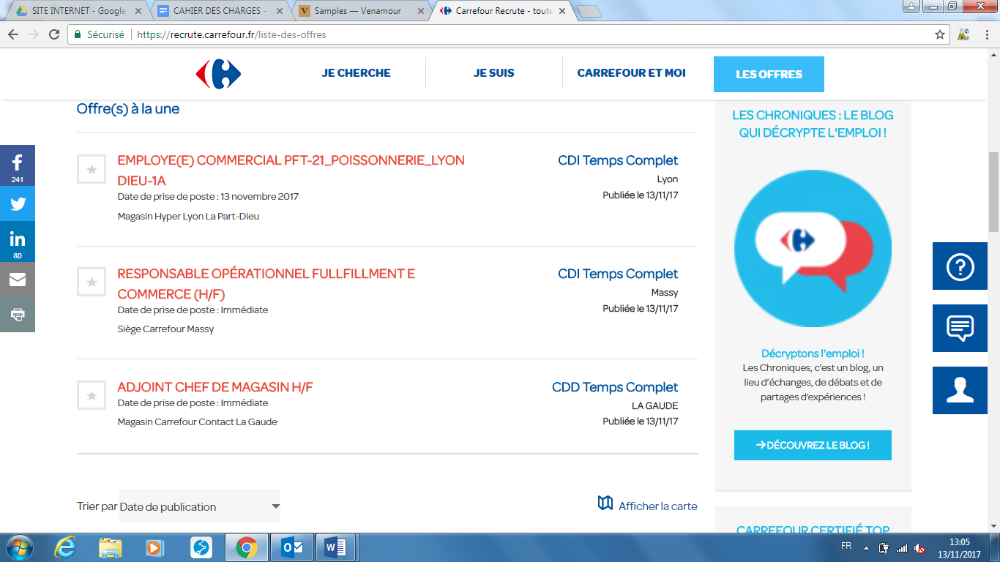 SITE INTERNET - Google
CAHIER DES CHARGES -
Samples — Venamour
Carrefour Recrute - toute
Sécurisé
https://recrute.carrefour.fr/liste-des-offres
JE CHERCHE
JE SUIS
CARREFOUR ET MOI
LES OFFRES
Offre(s) à la une
241
80
EMPLOYE(E) COMMERCIAL PFT-21_POISSONNERIE_LYON
DIEU-1A
Date de prise de poste : 13 novembre 2017
Magasin Hyper Lyon La Part-Dieu
CDI Temps Complet
Lyon
Publiée le 13/11/17
RESPONSABLE OPÉRATIONNEL FULLFILLMENT E
COMMERCE (H/F)
Date de prise de poste : Immédiate
Siège Carrefour Massy
CDI Temps Complet
Massy
Publiée le 13/11/17
ADJOINT CHEF DE MAGASIN H/F
Date de prise de poste : Immédiate
Magasin Carrefour Contact La Gaude
CDD Temps Complet
LA GAUDE
Publiée le 13/11/17
Trier par Date de publication
Afficher la carte
LES CHRONIQUES : LE BLOG
QUI DÉCRYPTE L'EMPLOI !
Décryptons l'emploi !
Les Chroniques, c'est un blog, un
lieu d'échanges, de débats et de
partages d'expériences !
DÉCOUVREZ LE BLOG !
CARREFOUR CERTIFIÉ TOP
FR
13:05
13/11/2017